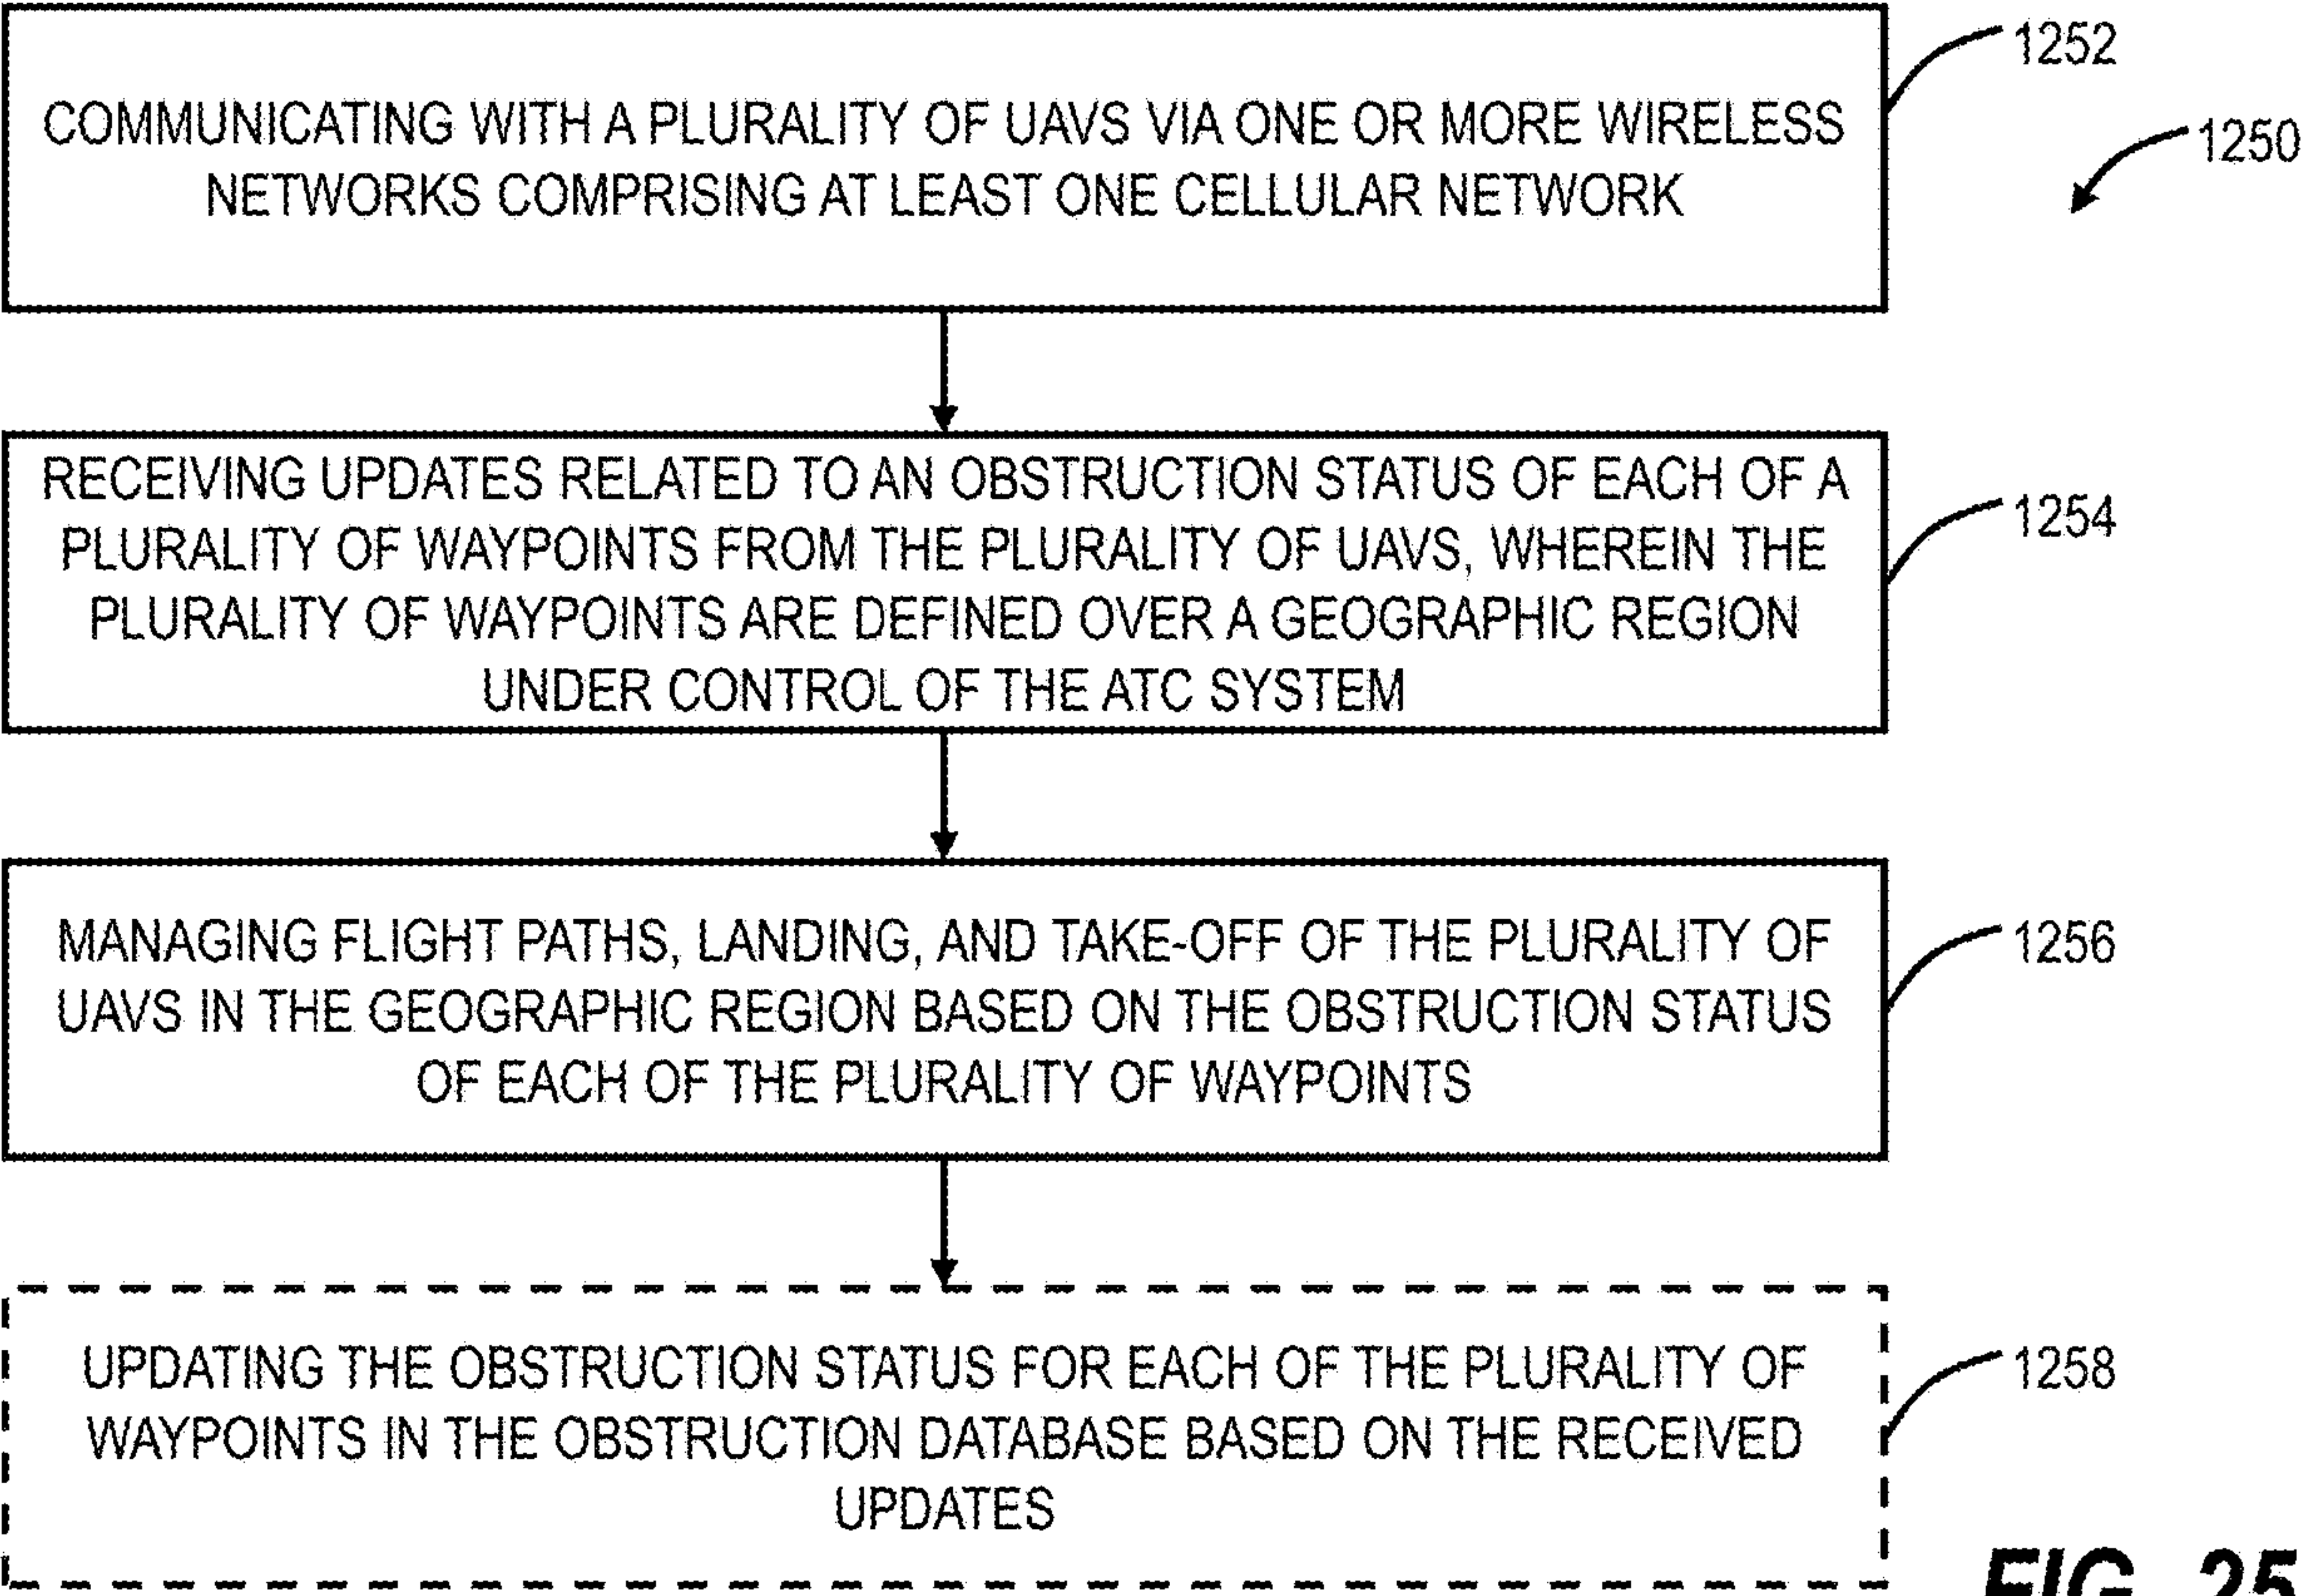 COMMUNICATING WITH A PLURALITY OF UAVS VIA ONE OR MORE WIRELESS
NETWORKS COMPRISING AT LEAST ONE CELLULAR NETWORK
1252
1250
RECEIVING UPDATES RELATED TO AN OBSTRUCTION STATUS OF EACH OF A
PLURALITY OF WAYPOINTS FROM THE PLURALITY OF UAVS, WHEREIN THE
PLURALITY OF WAYPOINTS ARE DEFINED OVER A GEOGRAPHIC REGION
UNDER CONTROL OF THE ATC SYSTEM
1254
MANAGING FLIGHT PATHS, LANDING, AND TAKE-OFF OF THE PLURALITY OF
UAVS IN THE GEOGRAPHIC REGION BASED ON THE OBSTRUCTION STATUS
OF EACH OF THE PLURALITY OF WAYPOINTS
1256
UPDATING THE OBSTRUCTION STATUS FOR EACH OF THE PLURALITY OF
WAYPOINTS IN THE OBSTRUCTION DATABASE BASED ON THE RECEIVED
UPDATES
1258
FIG. 25